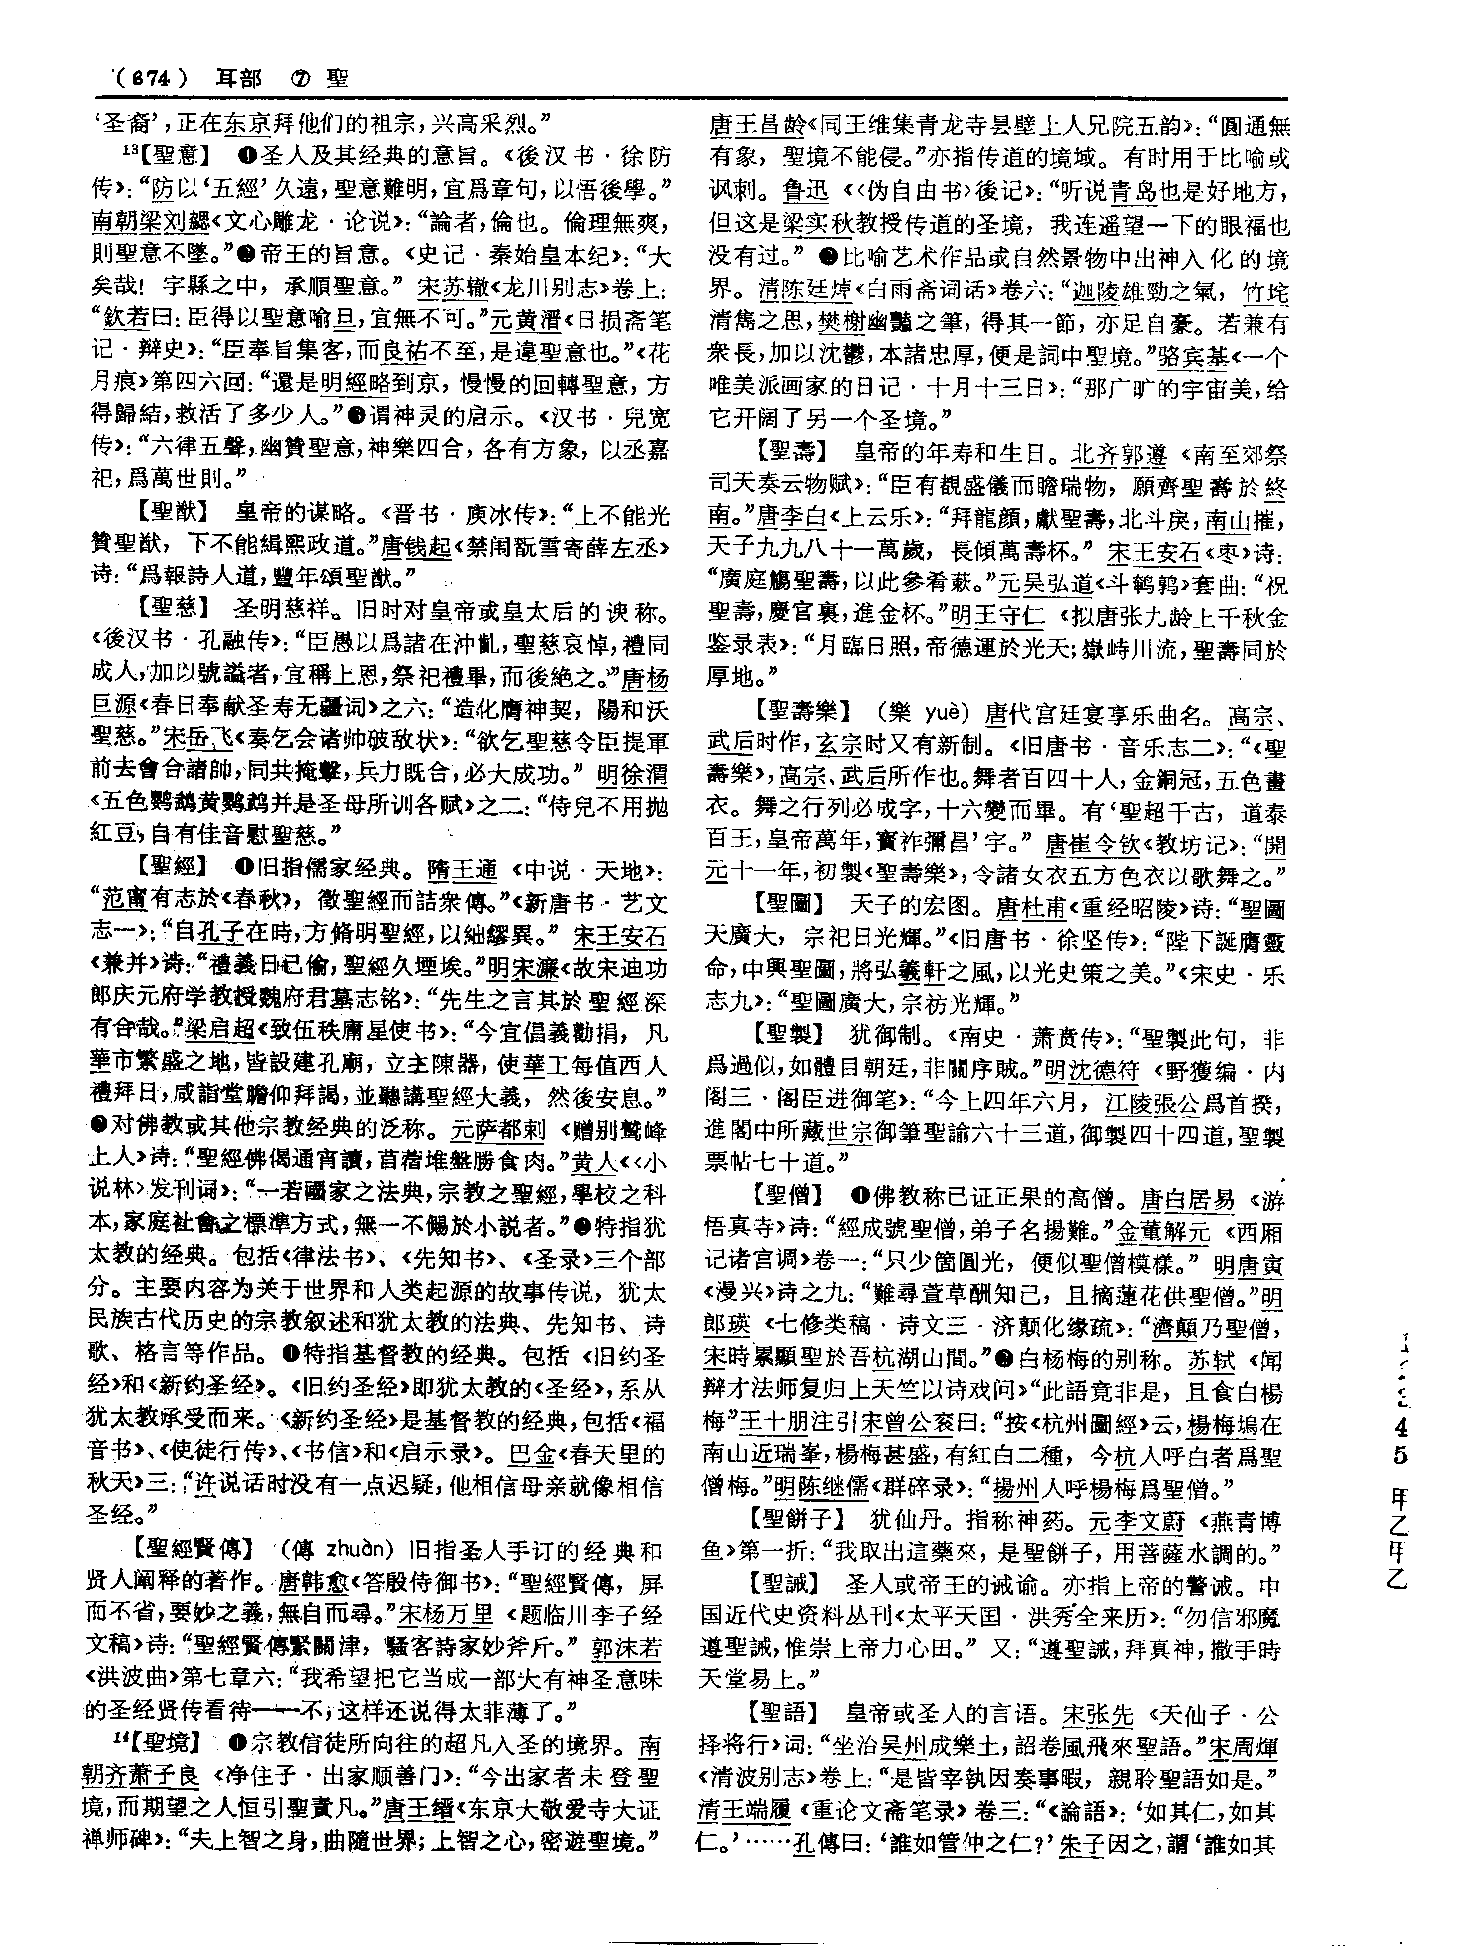 （674） 耳部 ⑦ 聖
‘圣裔’，正在东京拜他们的祖宗，兴高采烈。”
13【聖意】 ❶圣人及其经典的意旨。《後汉书·徐防
传》：“防以‘五經’久遠，聖意難明，宜爲章句，以悟後學。”
南朝梁刘勰《文心雕龙·论说》：“論者，倫也。倫理無爽，
則聖意不墜。”❷帝王的旨意。《史记·秦始皇本纪》：“大
矣哉！宇縣之中，承順聖意。” 宋苏辙《龙川别志》卷上：
“欽若曰：臣得以聖意喻旦，宜無不可。”元黄溍《日损斋笔
记·辩史》：“臣奉旨集客，而良祐不至，是違聖意也。”《花
月痕》第四六回：“還是明經略到京，慢慢的回轉聖意，方
得歸結，救活了多少人。”❸谓神灵的启示。《汉书·兒宽
传》：“六律五聲，幽贊聖意，神樂四合，各有方象，以丞嘉
祀，爲萬世則。”
【聖猷】 皇帝的谋略。《晋书·庾冰传》：“上不能光
贊聖猷，下不能緝熙政道。”唐钱起《禁闱翫雪寄薛左丞》
诗：“爲報詩人道，豐年頌聖猷。”
【聖慈】 圣明慈祥。旧时对皇帝或皇太后的谀称。
《後汉书·孔融传》：“臣愚以爲諸在沖齓，聖慈哀悼，禮同
成人，加以號謚者，宜稱上恩，祭祀禮畢，而後絶之。”唐杨
巨源《春日奉献圣寿无疆词》之六：“造化膺神契，陽和沃
聖慈。”宋岳飞《奏乞会诸帅破敌状》：“欲乞聖慈令臣提軍
前去會合諸帥，同共掩擊，兵力既合，必大成功。” 明徐渭
《五色鹦鹉黄鹦鹉并是圣母所训各赋》之二：“侍兒不用抛
紅豆，自有佳音慰聖慈。”
【聖經】 ❶旧指儒家经典。隋王通《中说·天地》：
“范甯有志於《春秋》，徵聖經而詰衆傳。”《新唐书·艺文
志一》：“自孔子在時，方脩明聖經，以絀繆異。” 宋王安石
《兼并》诗：“禮義日已偷，聖經久堙埃。”明宋濂《故宋迪功
郎庆元府学教授魏府君墓志铭》：“先生之言其於聖經深
有合哉。”梁启超《致伍秩庸星使书》：“今宜倡義勸捐，凡
華市繁盛之地，皆設建孔廟，立主陳器，使華工每值西人
禮拜日，咸詣堂瞻仰拜謁，並聽講聖經大義，然後安息。”
❷对佛教或其他宗教经典的泛称。元萨都剌《赠别鹫峰
上人》诗：“聖經佛偈通宵讀，苜蓿堆盤勝食肉。”黄人《〈小
说林〉发刊词》：“一若國家之法典，宗教之聖經，學校之科
本，家庭社會之標準方式，無一不儩於小説者。”❸特指犹
太教的经典。包括《律法书》、《先知书》、《圣录》三个部
分。主要内容为关于世界和人类起源的故事传说，犹太
民族古代历史的宗教叙述和犹太教的法典、先知书、诗
歌、格言等作品。❹特指基督教的经典。包括《旧约圣
经》和《新约圣经》。《旧约圣经》即犹太教的《圣经》，系从
犹太教承受而来。《新约圣经》是基督教的经典，包括《福
音书》、《使徒行传》、《书信》和《启示录》。巴金《春天里的
秋天》三：“许说话时没有一点迟疑，他相信母亲就像相信
圣经。”
【聖經賢傳】 （傳 zhuàn）旧指圣人手订的经典和
贤人阐释的著作。唐韩愈《答殷侍御书》：“聖經賢傳，屏
而不省，要妙之義，無自而尋。”宋杨万里《题临川李子经
文稿》诗：“聖經賢傳緊關津，騷客詩家妙斧斤。” 郭沫若
《洪波曲》第七章六：“我希望把它当成一部大有神圣意味
的圣经贤传看待——不，这样还说得太菲薄了。”
14【聖境】 ❶宗教信徒所向往的超凡入圣的境界。南
朝齐萧子良《净住子·出家顺善门》：“今出家者未登聖
境，而期望之人恒引聖責凡。”唐王缙《东京大敬爱寺大证
禅师碑》：“夫上智之身，曲隨世界；上智之心，密遊聖境。”
唐王昌龄《同王维集青龙寺昙壁上人兄院五韵》：“圓通無
有象，聖境不能侵。”亦指传道的境域。有时用于比喻或
讽刺。鲁迅《〈伪自由书〉後记》：“听说青岛也是好地方，
但这是梁实秋教授传道的圣境，我连遥望一下的眼福也
没有过。”❷比喻艺术作品或自然景物中出神入化的境
界。清陈廷焯《白雨斋词话》卷六：“迦陵雄勁之氣，竹垞
清雋之思，樊榭幽豔之筆，得其一節，亦足自豪。若兼有
衆長，加以沈鬱，本諸忠厚，便是詞中聖境。”骆宾基《一个
唯美派画家的日记·十月十三日》：“那广旷的宇宙美，给
它开阔了另一个圣境。”
【聖壽】 皇帝的年寿和生日。北齐郭遵《南至郊祭
司天奏云物赋》：“臣有覩盛儀而瞻瑞物，願齊聖壽於終
南。”唐李白《上云乐》：“拜龍顔，獻聖壽，北斗戾，南山摧，
天子九九八十一萬歲，長傾萬壽杯。” 宋王安石《枣》诗：
“廣庭觴聖壽，以此參肴蔌。”元吴弘道《斗鹌鹑》套曲：“祝
聖壽，慶官裏，進金杯。”明王守仁《拟唐张九龄上千秋金
鉴录表》：“月臨日照，帝德運於光天；嶽峙川流，聖壽同於
厚地。”
【聖壽樂】 （樂 yuè）唐代宫廷宴享乐曲名。高宗、
武后时作，玄宗时又有新制。《旧唐书·音乐志二》：“《聖
壽樂》，高宗、武后所作也。舞者百四十人，金銅冠，五色畫
衣。舞之行列必成字，十六變而畢。有‘聖超千古，道泰
百王，皇帝萬年，寶祚彌昌’字。” 唐崔令钦《教坊记》：“開
元十一年，初製《聖壽樂》，令諸女衣五方色衣以歌舞之。”
【聖圖】 天子的宏图。唐杜甫《重经昭陵》诗：“聖圖
天廣大，宗祀日光輝。”《旧唐书·徐坚传》：“陛下誕膺靈
命，中興聖圖，將弘羲軒之風，以光史策之美。”《宋史·乐
志九》：“聖圖廣大，宗祊光輝。”
【聖製】 犹御制。《南史·萧贲传》：“聖製此句，非
爲過似，如體目朝廷，非關序賊。”明沈德符《野獲编·内
阁三·阁臣进御笔》：“今上四年六月，江陵張公爲首揆，
進閣中所藏世宗御筆聖諭六十三道，御製四十四道，聖製
票帖七十道。”
【聖僧】 ❶佛教称已证正果的高僧。唐白居易《游
悟真寺》诗：“經成號聖僧，弟子名揚難。”金董解元《西厢
记诸宫调》卷一：“只少箇圓光，便似聖僧模樣。” 明唐寅
《漫兴》诗之九：“難尋萱草酬知己，且摘蓮花供聖僧。”明
郎瑛《七修类稿·诗文三·济颠化缘疏》：“濟顛乃聖僧，
宋時累顯聖於吾杭湖山間。”❷白杨梅的别称。苏轼《闻
辩才法师复归上天竺以诗戏问》“此語竟非是，且食白楊
梅”王十朋注引宋曾公衮曰：“按《杭州圖經》云，楊梅塢在
南山近瑞峯，楊梅甚盛，有紅白二種，今杭人呼白者爲聖
僧梅。”明陈继儒《群碎录》：“揚州人呼楊梅爲聖僧。”
【聖餅子】 犹仙丹。指称神药。元李文蔚《燕青博
鱼》第一折：“我取出這藥來，是聖餅子，用菩薩水調的。”
【聖誡】 圣人或帝王的诫谕。亦指上帝的警诫。中
国近代史资料丛刊《太平天国·洪秀全来历》：“勿信邪魔
遵聖誡，惟崇上帝力心田。” 又：“遵聖誡，拜真神，撒手時
天堂易上。”
【聖語】 皇帝或圣人的言语。宋张先《天仙子·公
择将行》词：“坐治吴州成樂土，詔卷風飛來聖語。”宋周煇
《清波别志》卷上：“是皆宰執因奏事暇，親聆聖語如是。”
清王端履《重论文斋笔录》卷三：“《論語》：‘如其仁，如其
仁。’……孔傳曰：‘誰如管仲之仁？’朱子因之，謂‘誰如其
4
5
甲乙甲乙